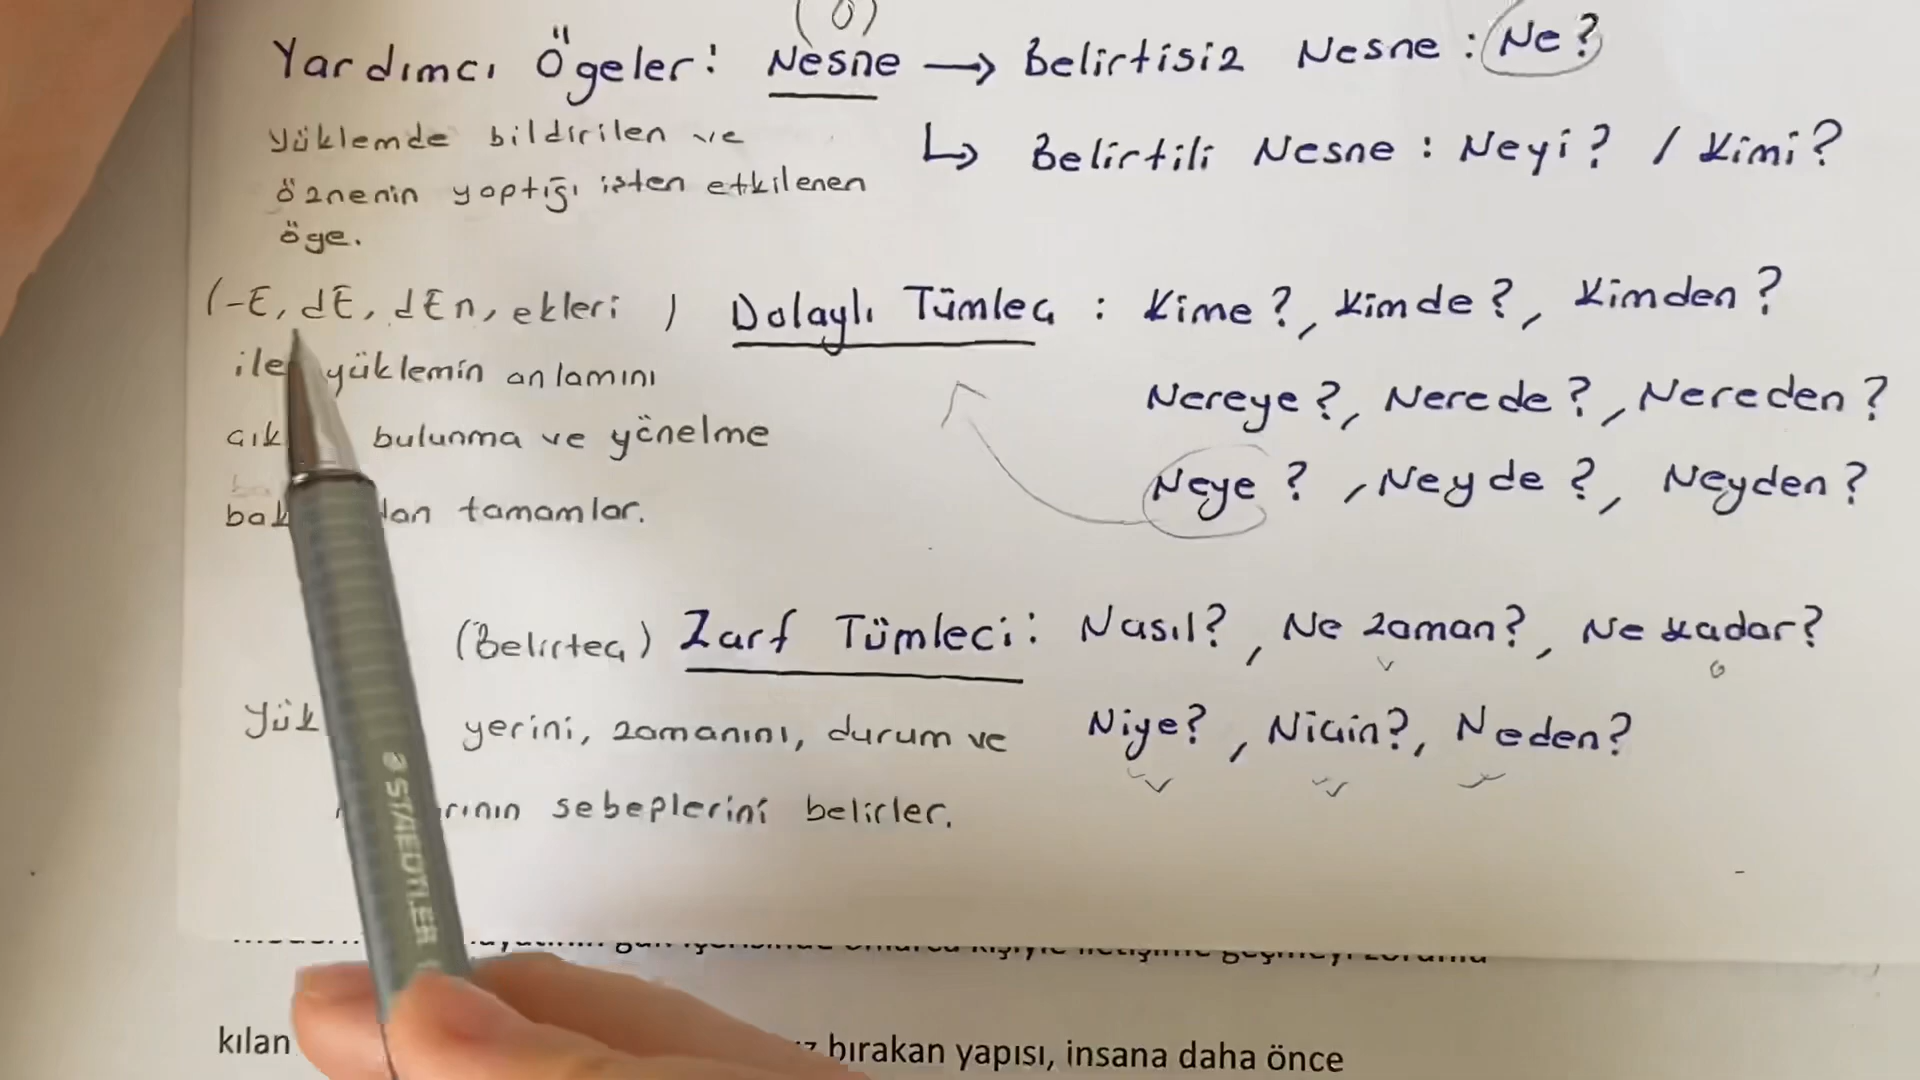 (ö)
Yardımcı Ögeler: Nesne → Belirtisiz Nesne : Ne?
↳ Belirtili Nesne : Neyi? / Kimi?
Yüklemde bildirilen ve
öznenin yaptığı işten etkilenen
öge.
(-E, dE, dEn, ekleri ) Dolaylı Tümleç : Kime ?, Kimde ?, Kimden ?
ile yüklemin anlamını
Nereye ?, Nerede ?, Nereden ?
bulunma ve yönelme
Neye ? , Neyde ?, Neyden ?
tamamlar.
(Belirteç) Zarf Tümleci : Nasıl? , Ne zaman?, Ne kadar?
yerini, zamanını, durum ve
Niye? , Niçin?, Neden?
sebeplerini belirler.
kılan bırakan yapısı, insana daha önce
STAEDTLER